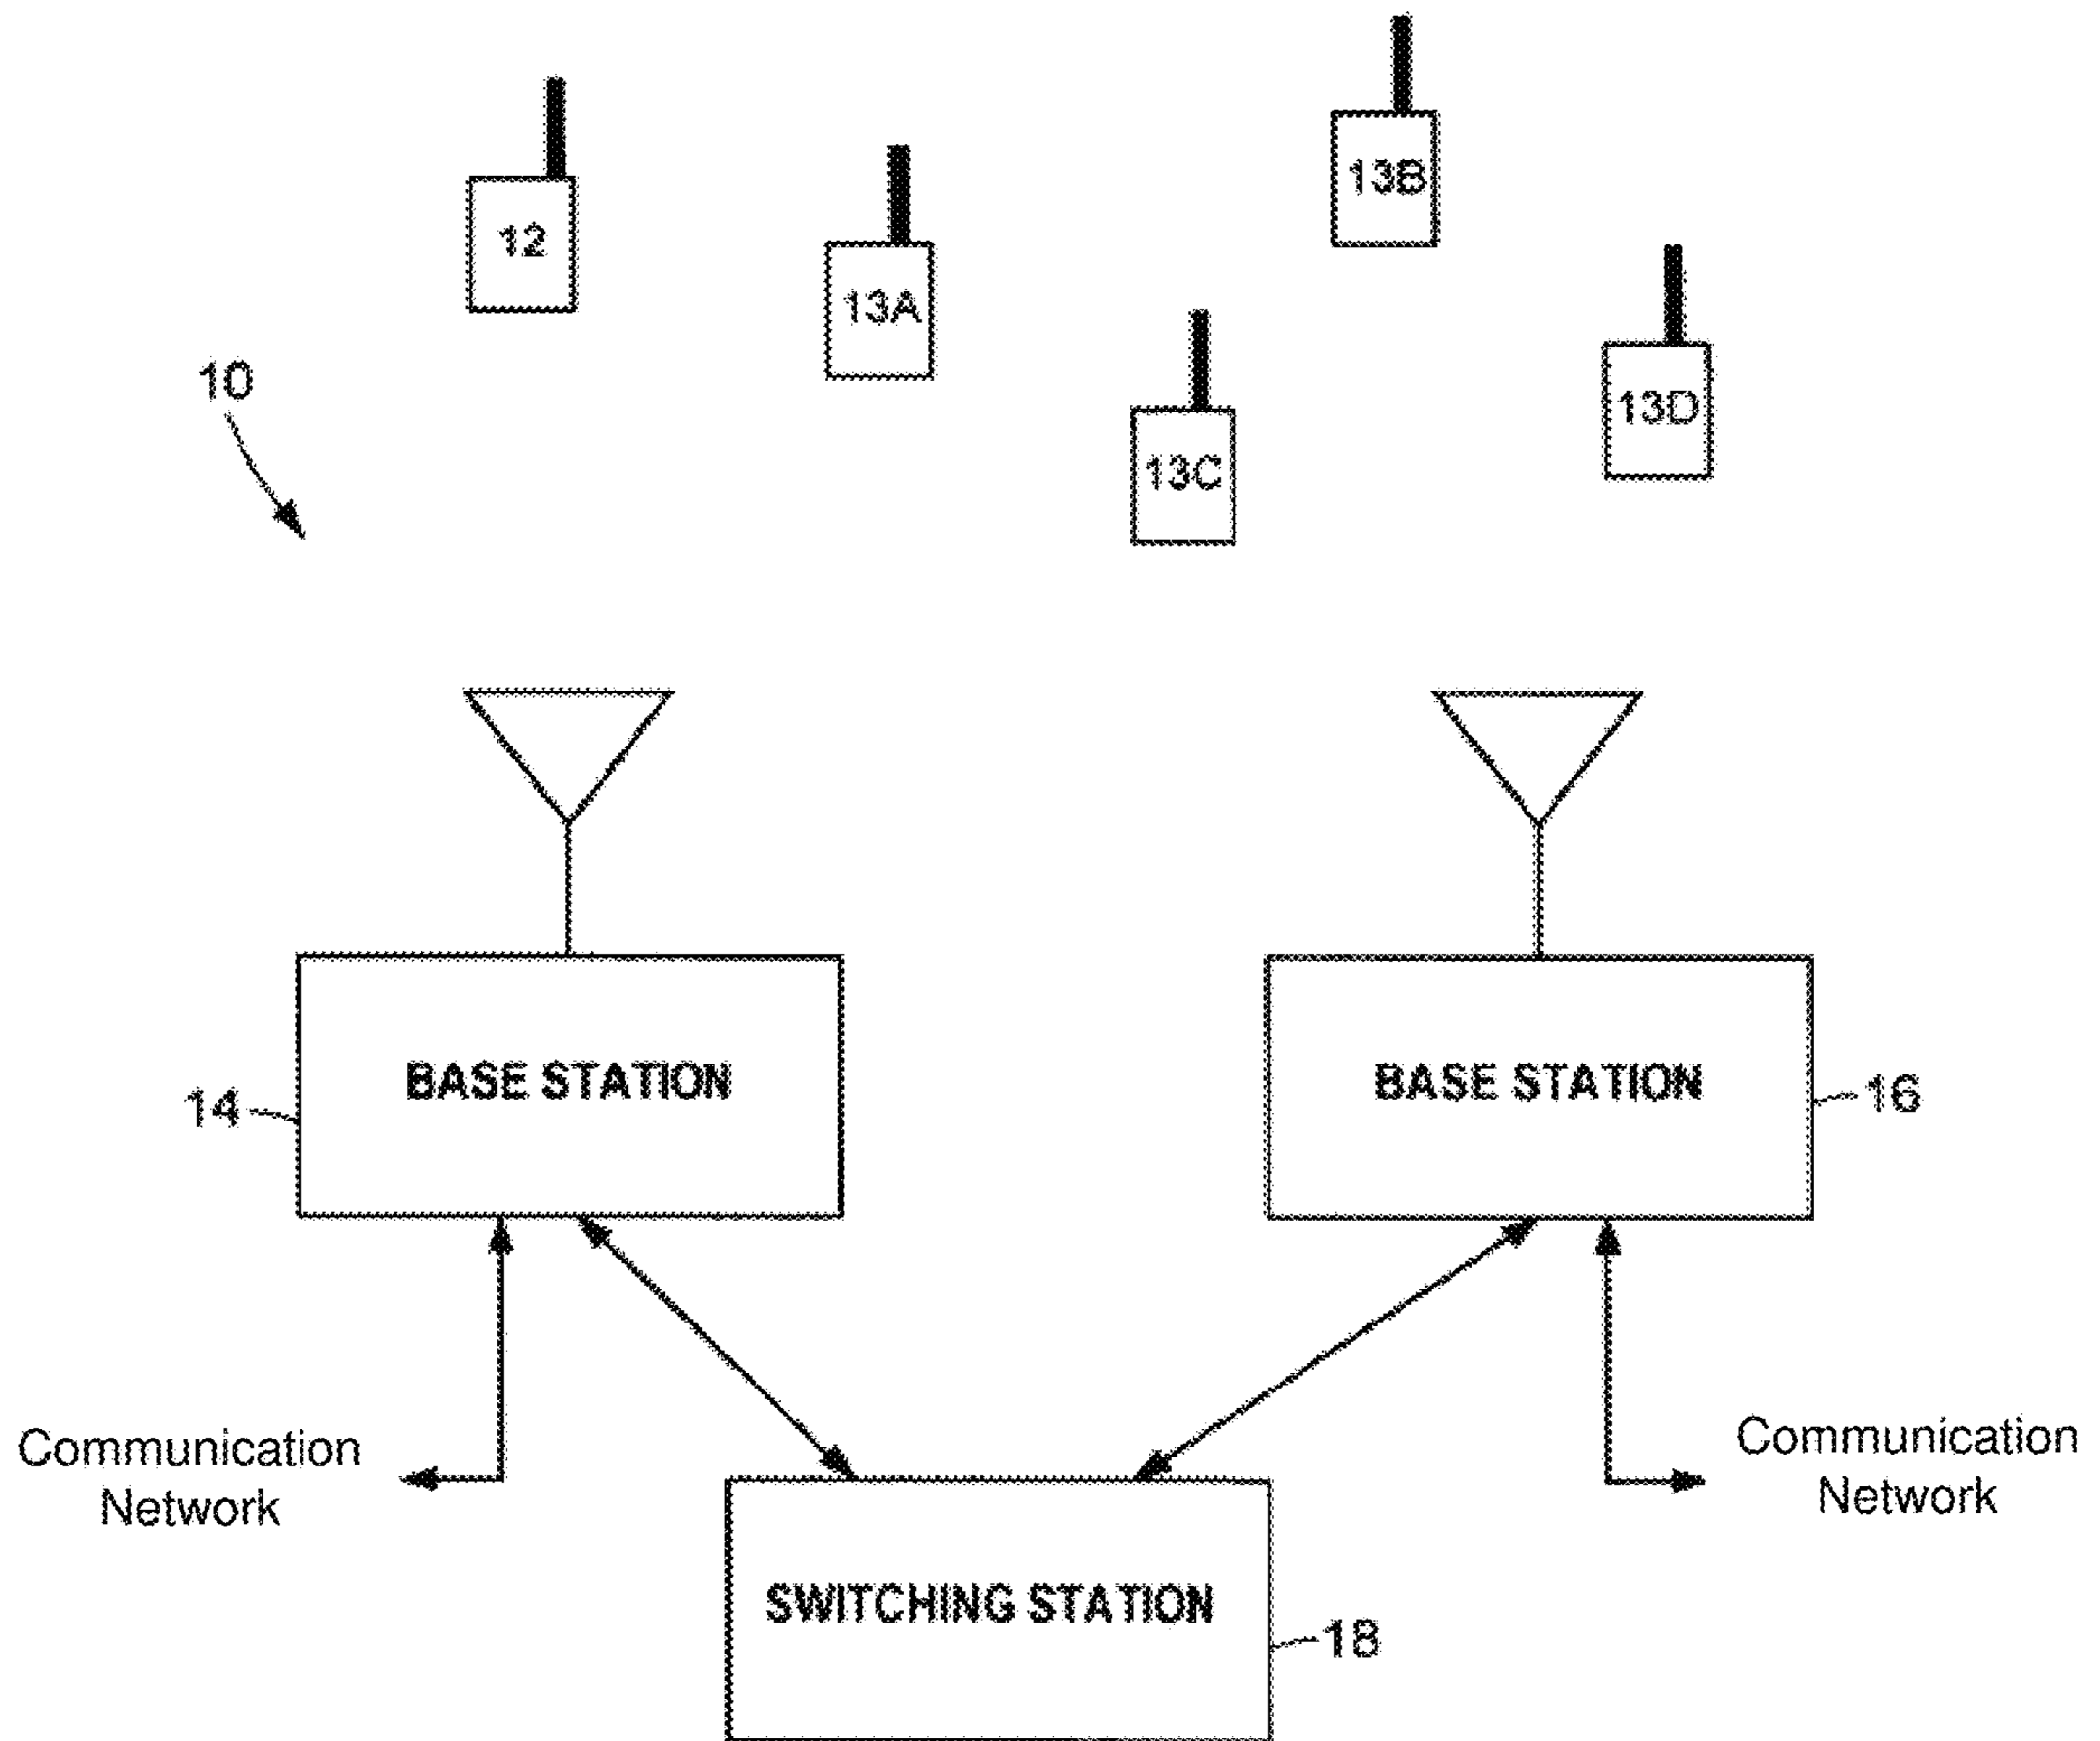 13B
12
13A
10
13D
13C
BASE STATION
BASE STATION
14
16
Communication
Network
Communication
Network
SWITCHING STATION
18